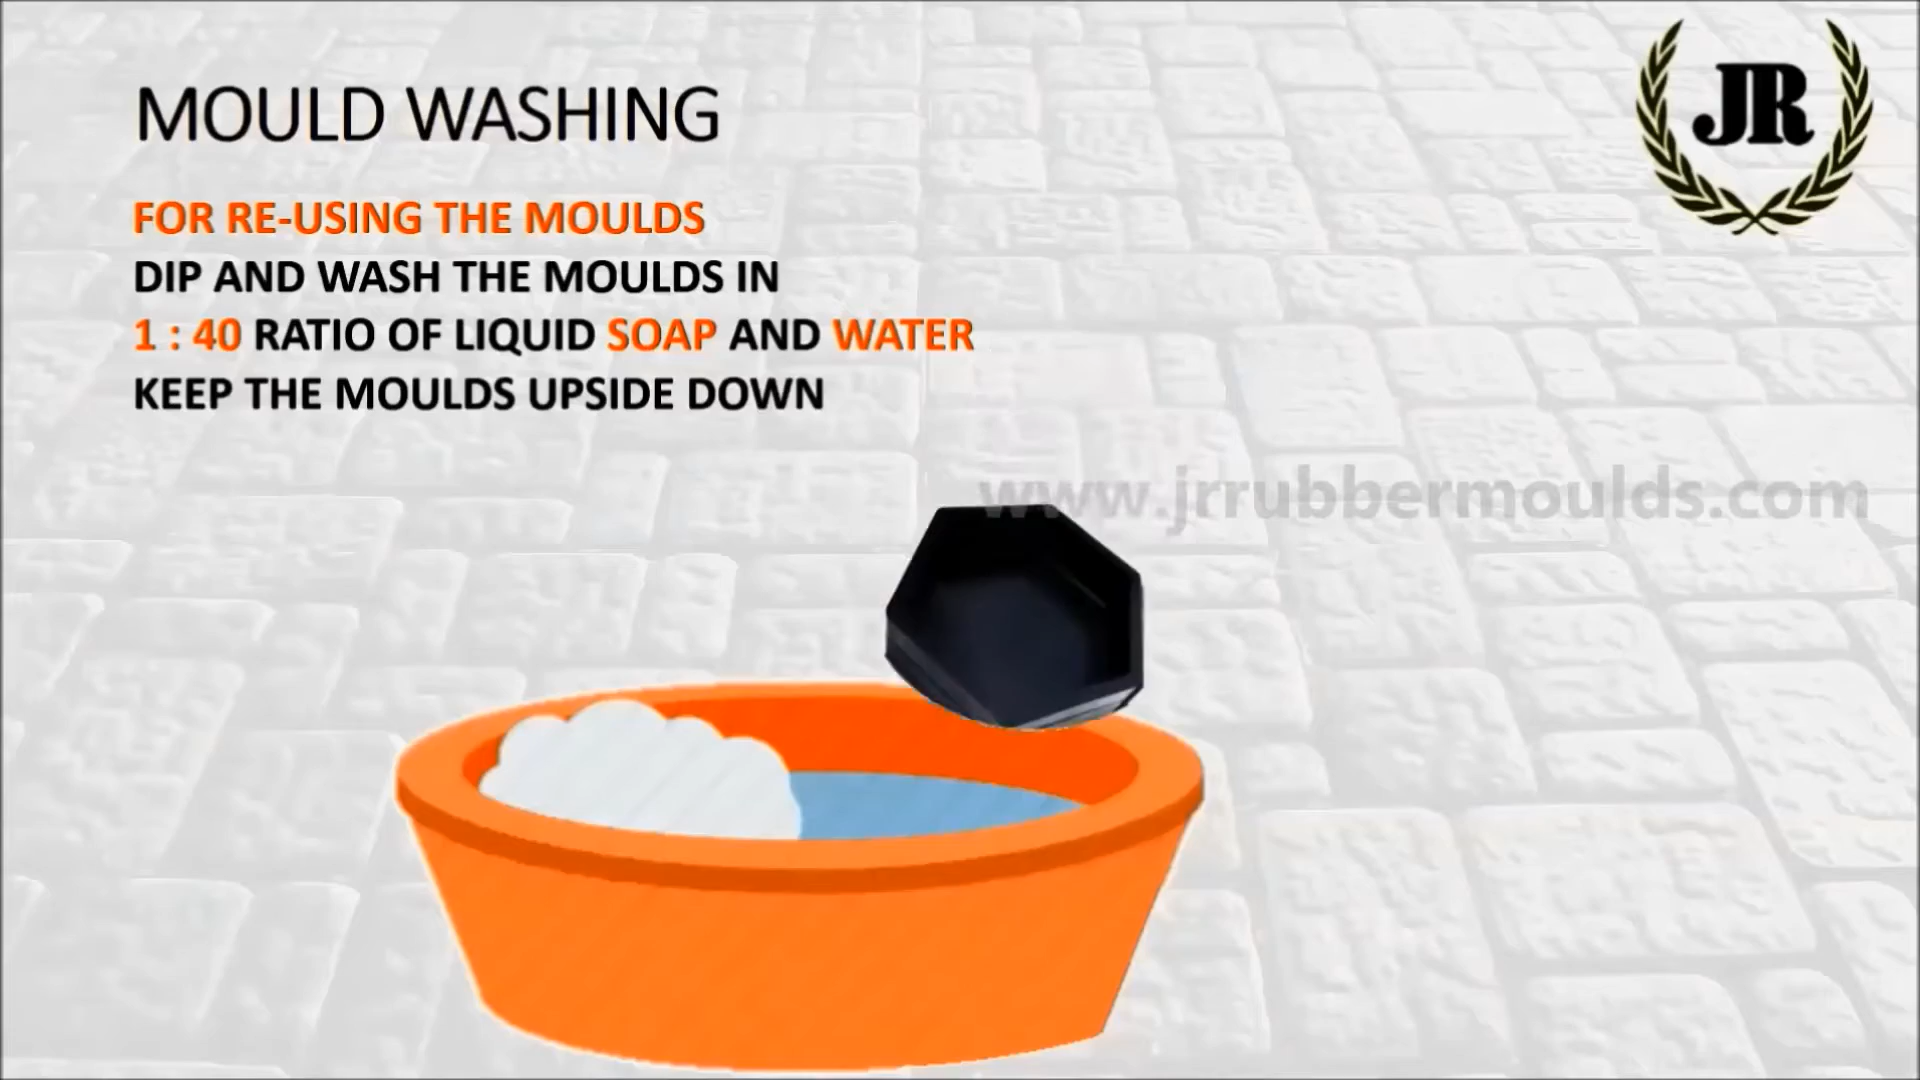 MOULD WASHING
JR
FOR RE-USING THE MOULDS
DIP AND WASH THE MOULDS IN
1 : 40 RATIO OF LIQUID SOAP AND WATER
KEEP THE MOULDS UPSIDE DOWN
www.jrrubbermoulds.com